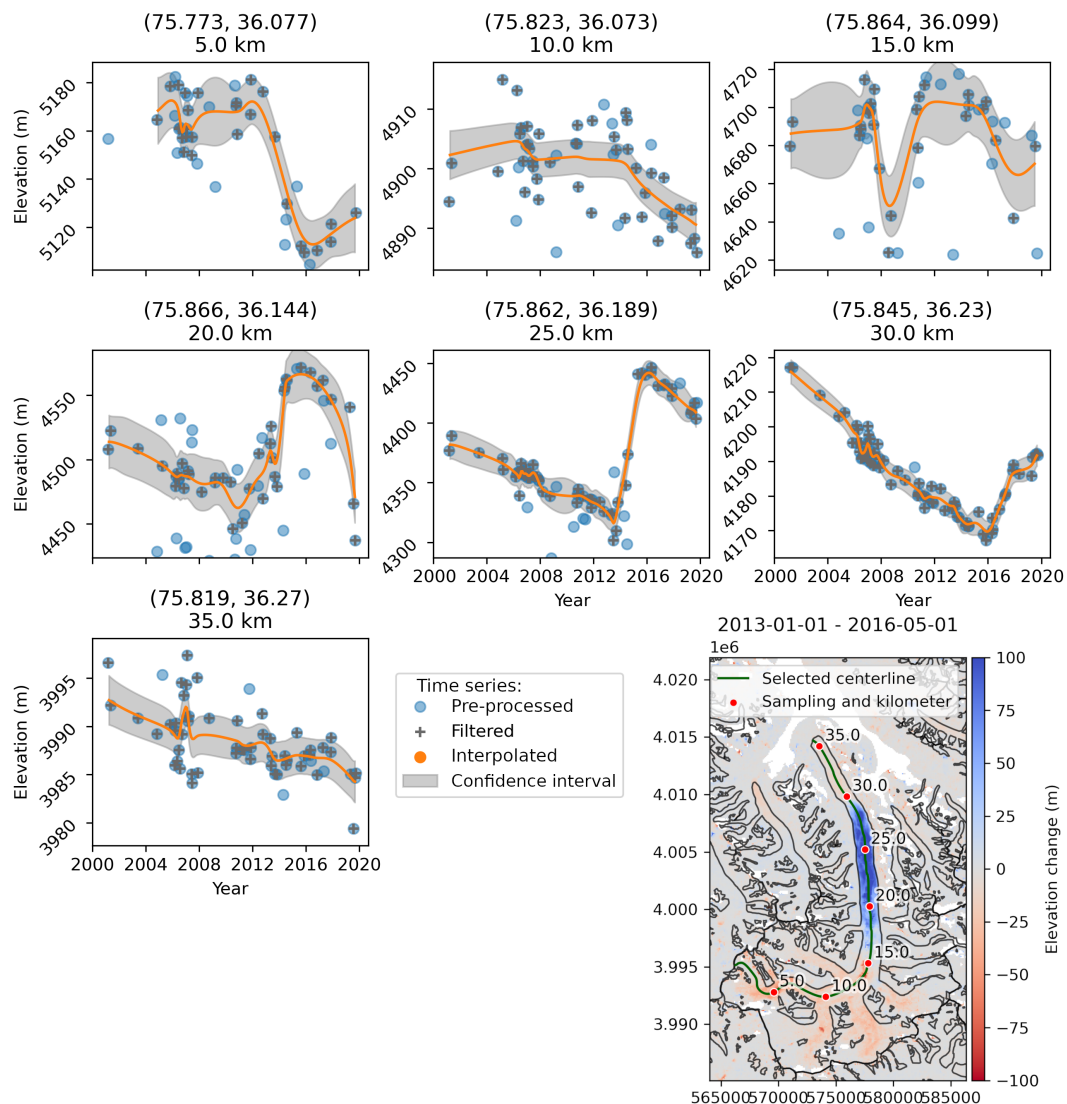 (75.773, 36.077)
5.0 km
(75.823, 36.073)
10.0 km
(75.864, 36.099)
15.0 km
Elevation (m)
5180
5160
5140
5120
4910
4900
4890
4720
4700
4680
4660
4640
4620
(75.866, 36.144)
20.0 km
(75.862, 36.189)
25.0 km
(75.845, 36.23)
30.0 km
Elevation (m)
4550
4500
4450
4450
4400
4350
4300
4220
4210
4200
4190
4180
4170
2000 2004 2008 2012 2016 2020
Year
2000 2004 2008 2012 2016 2020
Year
(75.819, 36.27)
35.0 km
Elevation (m)
3995
3990
3985
3980
2000 2004 2008 2012 2016 2020
Year
Time series:
Pre-processed
Filtered
Interpolated
Confidence interval
2013-01-01 - 2016-05-01
1e6
Selected centerline
Sampling and kilometer
4.020
4.015
4.010
4.005
4.000
3.995
3.990
35.0
30.0
25.0
20.0
15.0
5.0
10.0
565000 570000 575000 580000 585000
100
75
50
25
0
−25
−50
−75
−100
Elevation change (m)